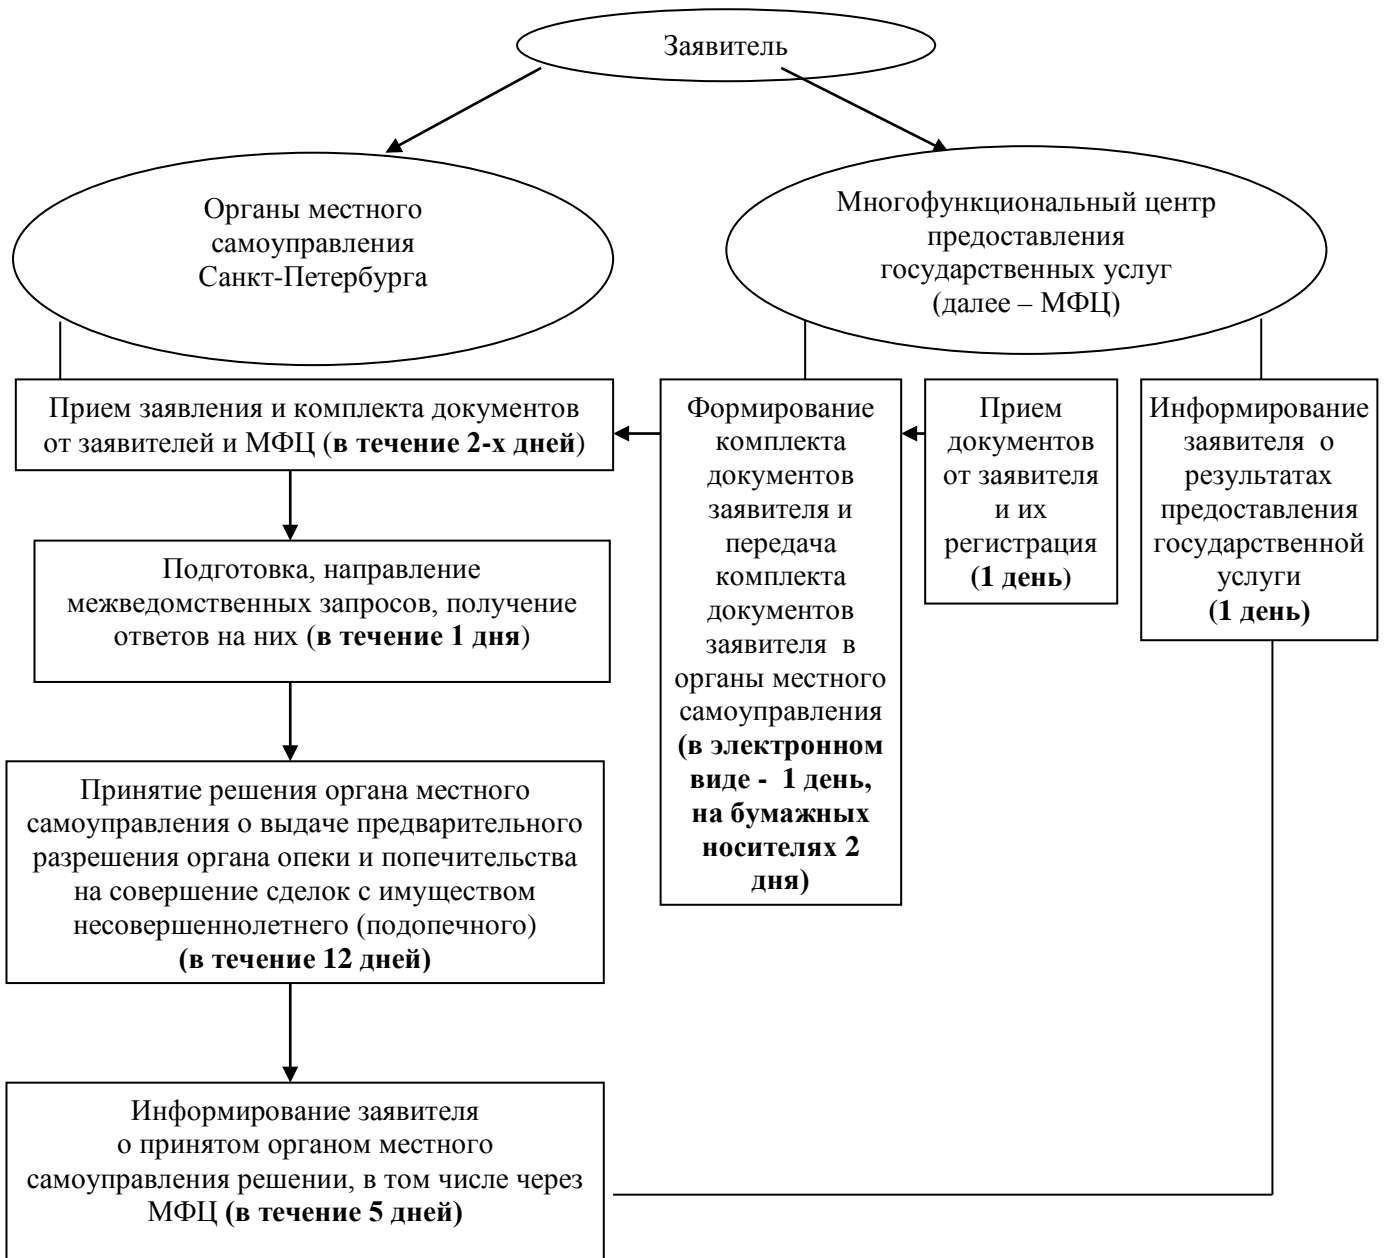 Заявитель
Органы местного
самоуправления
Санкт-Петербурга
Многофункциональный центр
предоставления
государственных услуг
(далее – МФЦ)
Прием заявления и комплекта документов
от заявителей и МФЦ (в течение 2-х дней)
Формирование
комплекта
документов
заявителя и
передача
комплекта
документов
заявителя в
органы местного
самоуправления
(в электронном
виде - 1 день,
на бумажных
носителях 2
дня)
Прием
документов
от заявителя
и их
регистрация
(1 день)
Информирование
заявителя о
результатах
предоставления
государственной
услуги
(1 день)
Подготовка, направление
межведомственных запросов, получение
ответов на них (в течение 1 дня)
Принятие решения органа местного
самоуправления о выдаче предварительного
разрешения органа опеки и попечительства
на совершение сделок с имуществом
несовершеннолетнего (подопечного)
(в течение 12 дней)
Информирование заявителя
о принятом органом местного
самоуправления решении, в том числе через
МФЦ (в течение 5 дней)